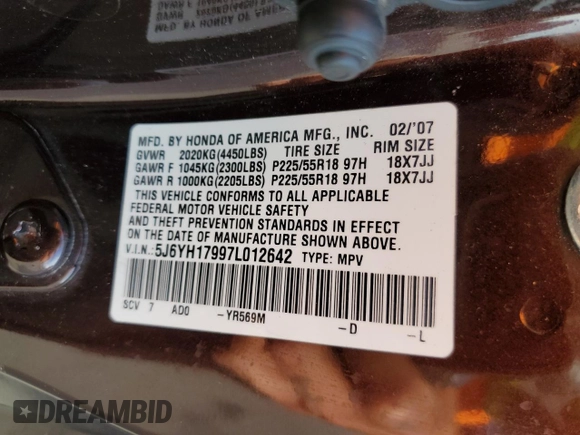 MFD. BY HONDA OF AMERICA MFG., INC. 02/'07
GVWR 2020KG(4450LBS) TIRE SIZE RIM SIZE
GAWR F 1045KG(2300LBS) P225/55R18 97H 18X7JJ
GAWR R 1000KG(2205LBS) P225/55R18 97H 18X7JJ
THIS VEHICLE CONFORMS TO ALL APPLICABLE
FEDERAL MOTOR VEHICLE SAFETY
AND THEFT PREVENTION STANDARDS IN EFFECT
ON THE DATE OF MANUFACTURE SHOWN ABOVE.
V.I.N.: 5J6YH17997L012642 TYPE: MPV
SCV 7 AD0 -YR569M -D -L
DREAMBID